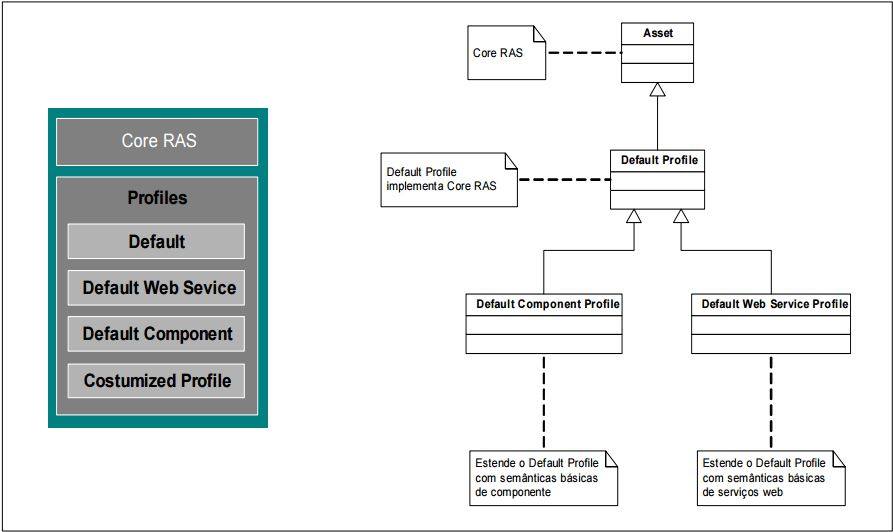 Core RAS
Profiles
Default
Default Web Sevice
Default Component
Costumized Profile
Core RAS
Asset
Default Profile
implementa Core RAS
Default Profile
Default Component Profile
Default Web Service Profile
Estende o Default Profile
com semânticas básicas
de componente
Estende o Default Profile
com semânticas básicas
de serviços web